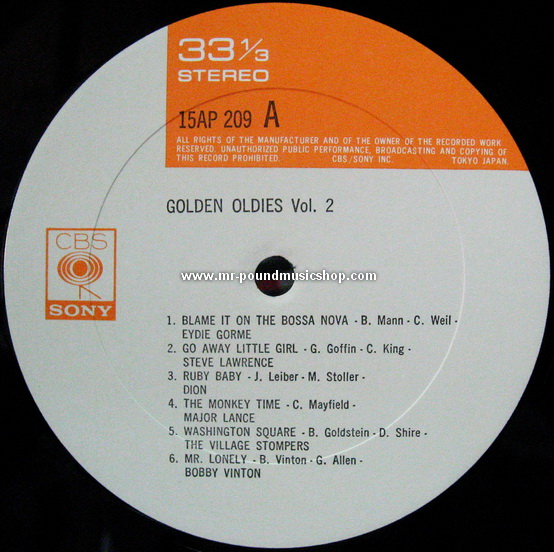 33 1/3
STEREO
15AP 209 A
ALL RIGHTS OF THE MANUFACTURER AND OF THE OWNER OF THE RECORDED WORK
RESERVED. UNAUTHORIZED PUBLIC PERFORMANCE, BROADCASTING AND COPYING OF
THIS RECORD PROHIBITED. CBS/SONY INC. TOKYO JAPAN.
GOLDEN OLDIES Vol. 2
CBS
SONY
www.mr-poundmusicshop.com
1. BLAME IT ON THE BOSSA NOVA - B. Mann - C. Weil -
EYDIE GORME
2. GO AWAY LITTLE GIRL - G. Goffin - C. King -
STEVE LAWRENCE
3. RUBY BABY - J. Leiber - M. Stoller -
DION
4. THE MONKEY TIME - C. Mayfield -
MAJOR LANCE
5. WASHINGTON SQUARE - B. Goldstein - D. Shire -
THE VILLAGE STOMPERS
6. MR. LONELY - B. Vinton - G. Allen -
BOBBY VINTON